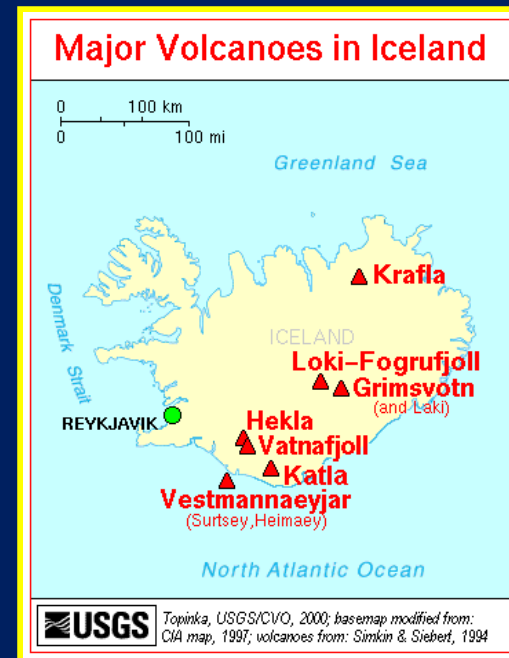 Major Volcanoes in Iceland
0 100 km
0 100 mi
Greenland Sea
Denmark Strait
Krafla
ICELAND
Loki-Fogrufjoll
Grimsvotn
(and Laki)
REYKJAVIK
Hekla
Vatnafjoll
Katla
Vestmannaeyjar
(Surtsey,Heimaey)
North Atlantic Ocean
USGS
Topinka, USGS/CVO, 2000; basemap modified from:
CIA map, 1997; volcanoes from: Simkin & Siebert, 1994